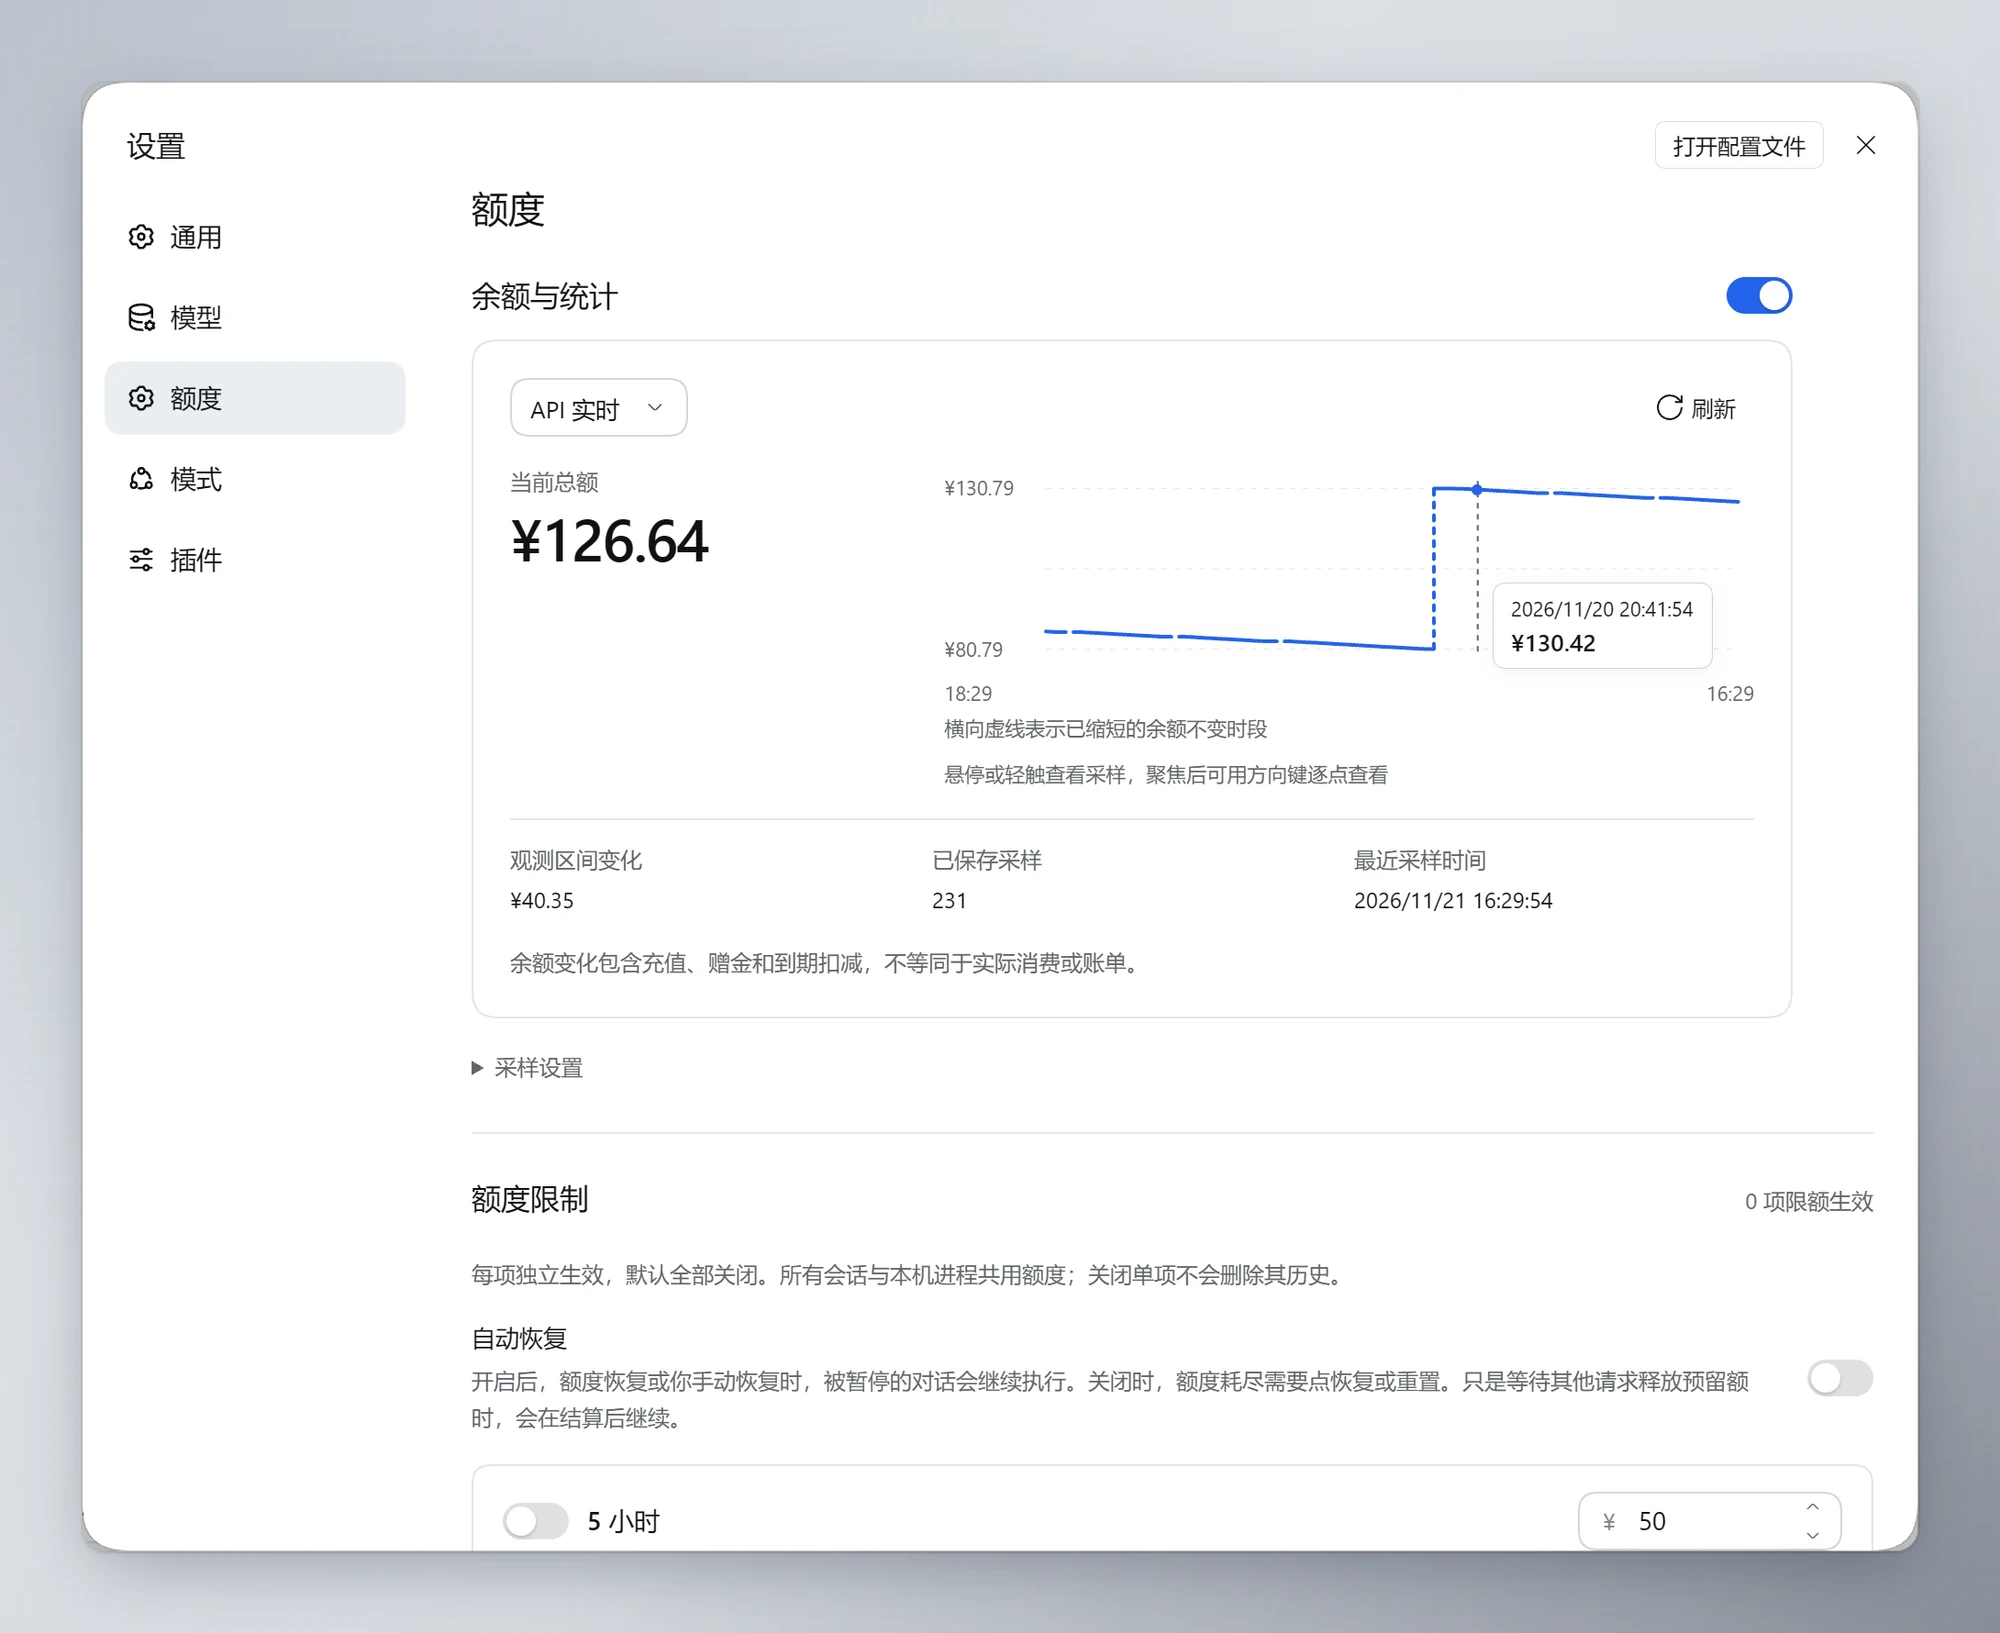 设置
打开配置文件
通用
模型
额度
模式
插件
额度
余额与统计
API 实时
刷新
当前总额
¥126.64
¥130.79
¥80.79
2026/11/20 20:41:54
¥130.42
18:29
16:29
横向虚线表示已缩短的余额不变时段
悬停或轻触查看采样，聚焦后可用方向键逐点查看
观测区间变化
¥40.35
已保存采样
231
最近采样时间
2026/11/21 16:29:54
余额变化包含充值、赠金和到期扣减，不等同于实际消费或账单。
采样设置
额度限制
0 项限额生效
每项独立生效，默认全部关闭。所有会话与本机进程共用额度；关闭单项不会删除其历史。
自动恢复
开启后，额度恢复或你手动恢复时，被暂停的对话会继续执行。关闭时，额度耗尽需要点恢复或重置。只是等待其他请求释放预留额
时，会在结算后继续。
5 小时
¥ 50